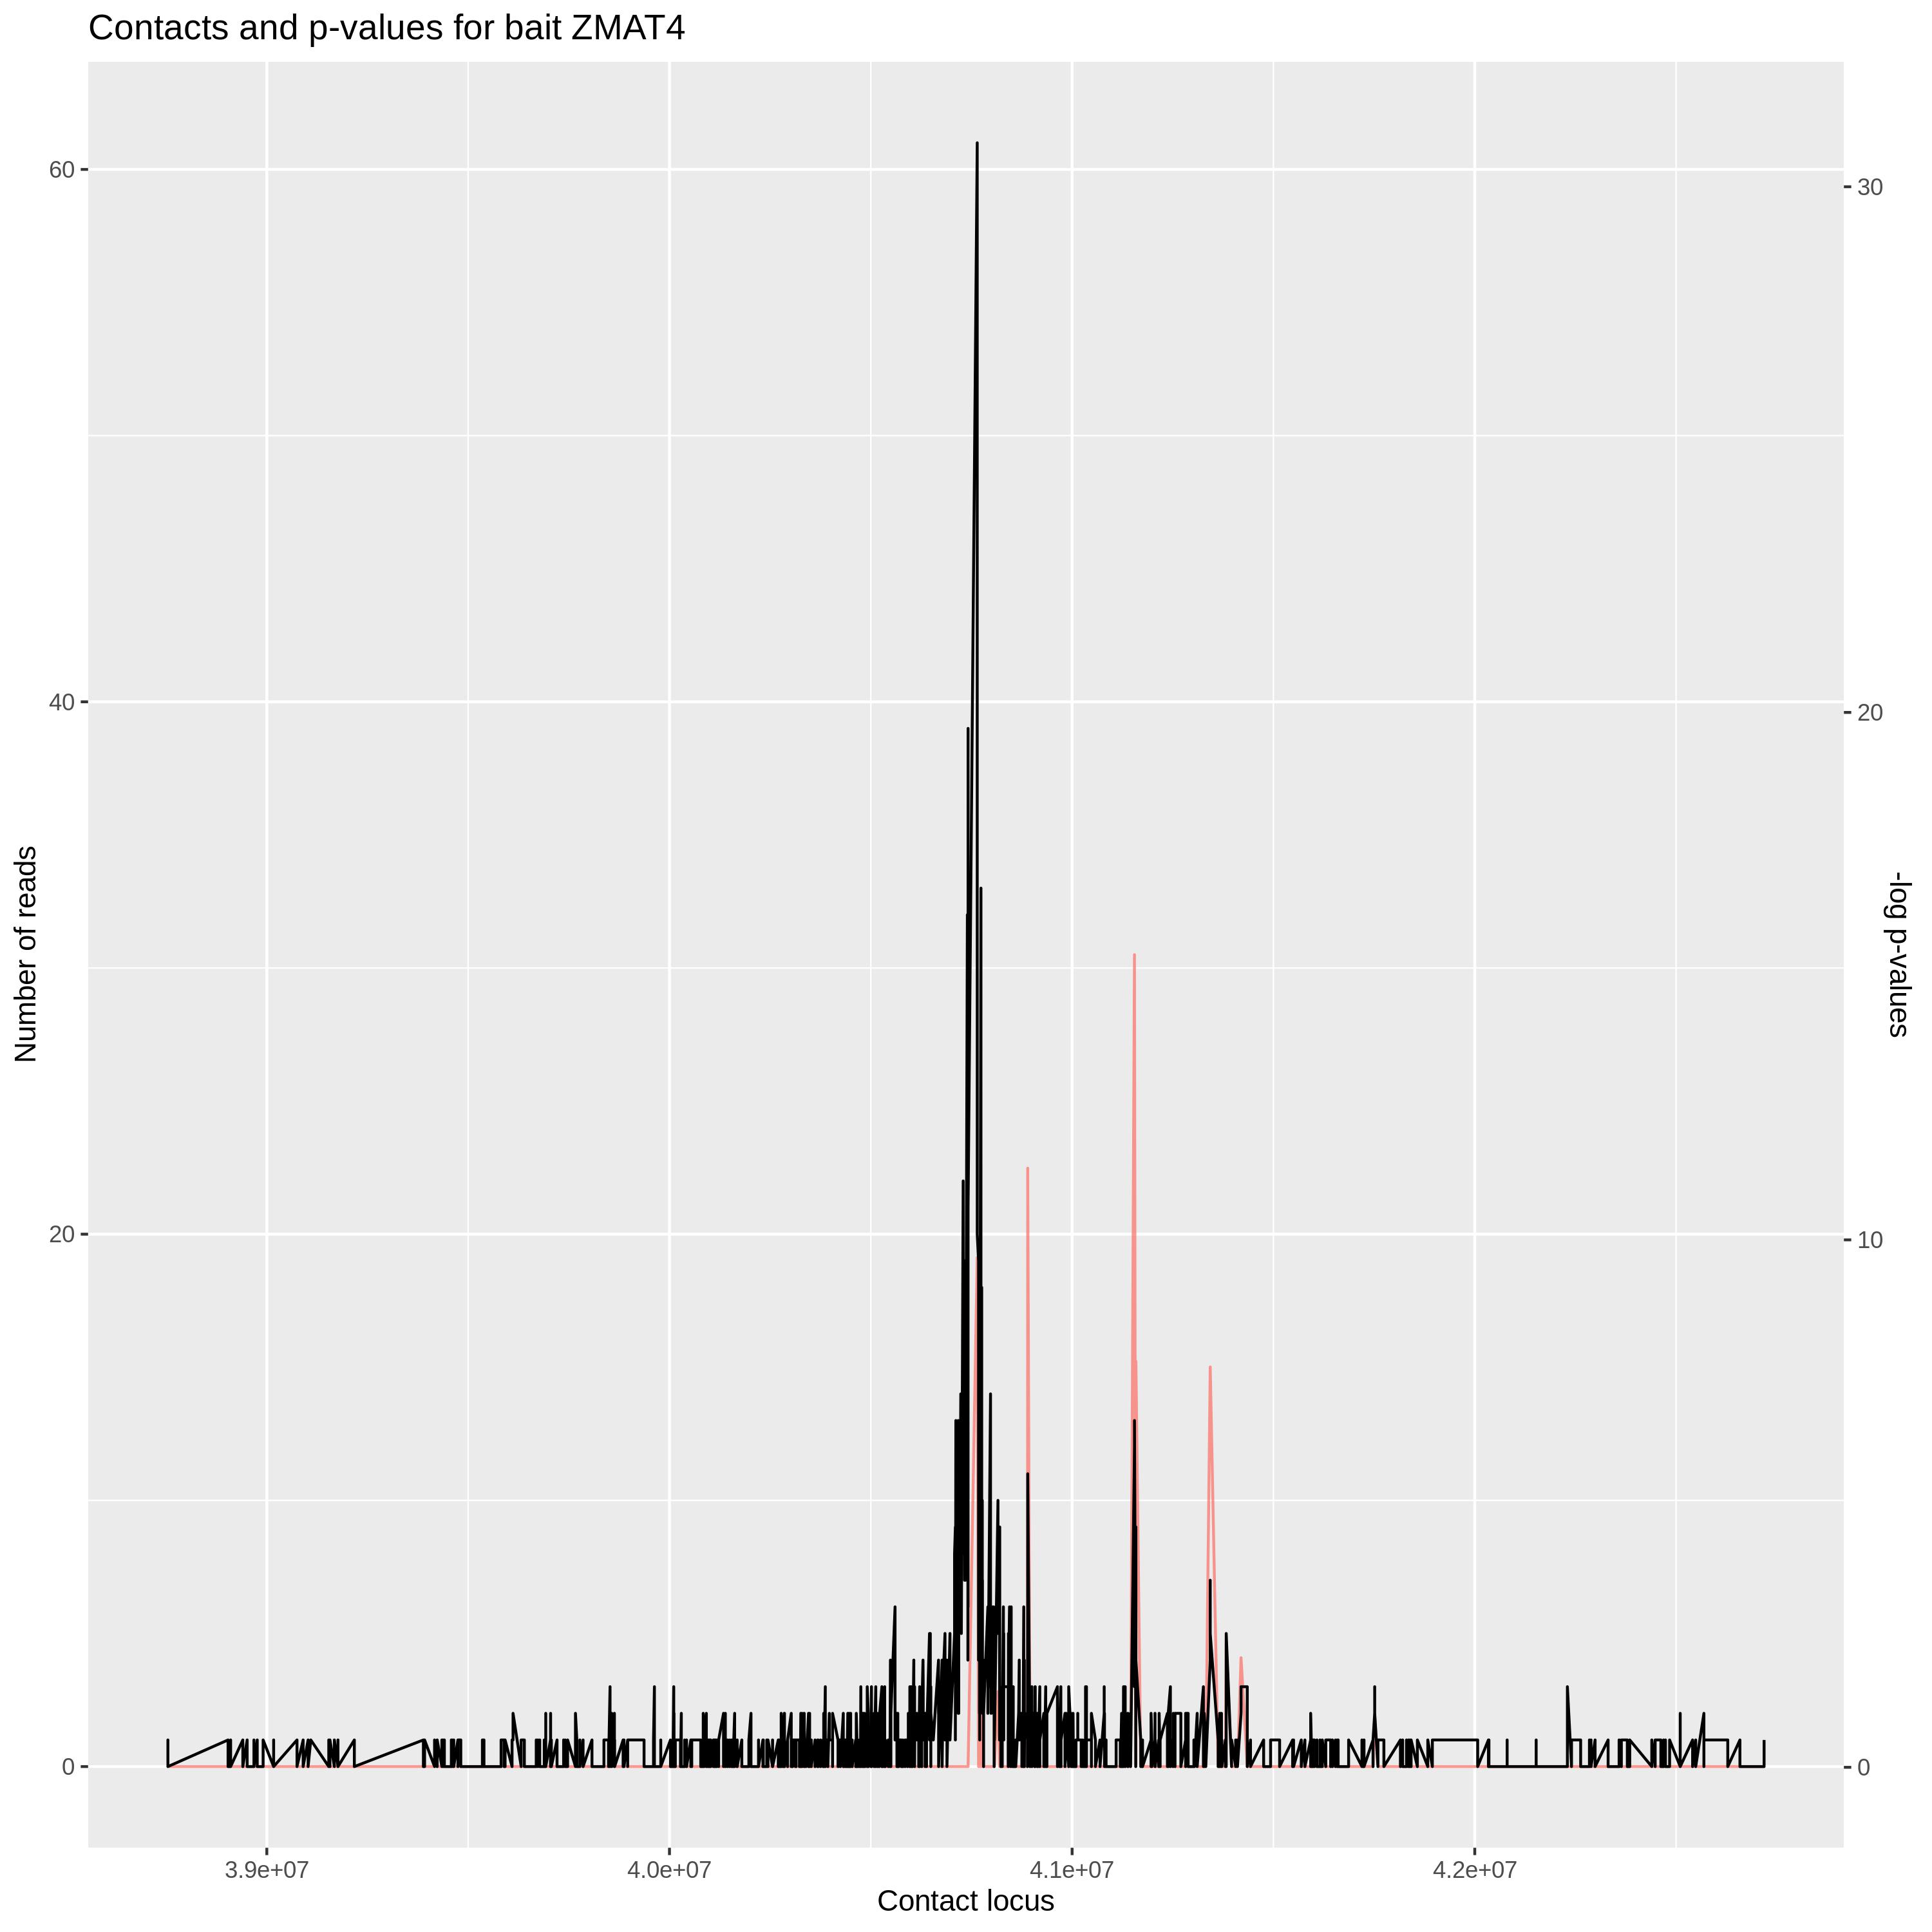 Contacts and p-values for bait ZMAT4
60
40
20
0
Number of reads
30
20
10
0
-log p-values
3.9e+07 4.0e+07 4.1e+07 4.2e+07
Contact locus